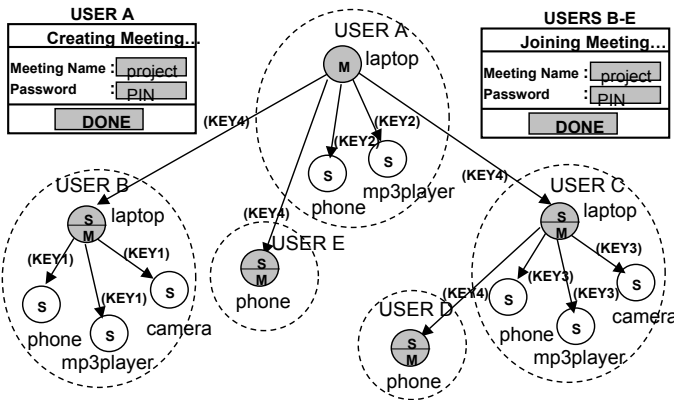 USER A
Creating Meeting…
Meeting Name : project
Password : PIN
DONE
USERS B-E
Joining Meeting…
Meeting Name : project
Password : PIN
DONE
USER A
M
laptop
(KEY4)
(KEY2)
(KEY2)
S
phone
S
mp3player
(KEY4)
(KEY4)
USER B
S
M
laptop
(KEY1)
(KEY1)
(KEY1)
S
phone
S
mp3player
S
camera
USER E
S
M
phone
USER C
S
M
laptop
(KEY4)
(KEY3)
(KEY3)
(KEY3)
S
phone
S
mp3player
S
camera
USER D
S
M
phone